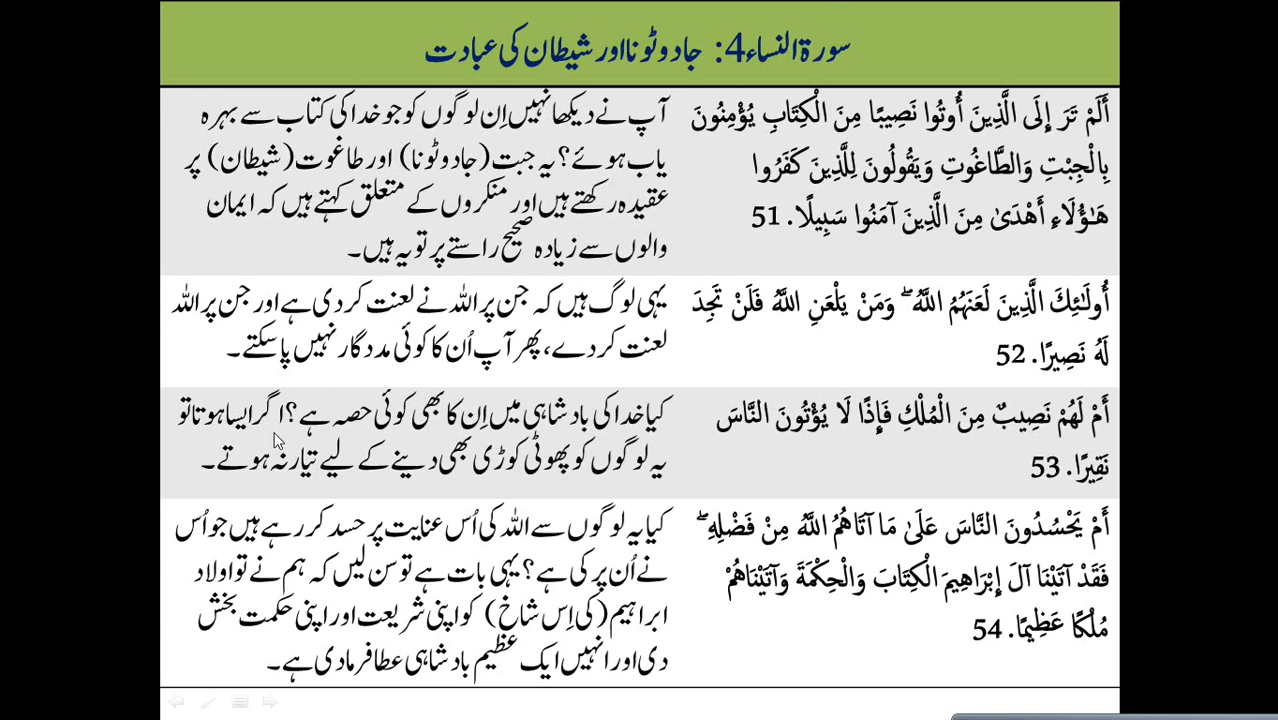 سورۃ النساء 4: جادو ٹونا اور شیطان کی عبادت
أَلَمْ تَرَ إِلَى الَّذِينَ أُوتُوا نَصِيبًا مِنَ الْكِتَابِ يُؤْمِنُونَ
بِالْجِبْتِ وَالطَّاغُوتِ وَيَقُولُونَ لِلَّذِينَ كَفَرُوا
هَـٰؤُلَاءِ أَهْدَىٰ مِنَ الَّذِينَ آمَنُوا سَبِيلًا. 51
آپ نے دیکھا نہیں اِن لوگوں کو جو خدا کی کتاب سے بہرہ
یاب ہوئے؟ یہ جبت (جادو ٹونا) اور طاغوت (شیطان) پر
عقیدہ رکھتے ہیں اور منکروں کے متعلق کہتے ہیں کہ ایمان
والوں سے زیادہ صحیح راستے پر تو یہ ہیں۔
أُولَـٰئِكَ الَّذِينَ لَعَنَهُمُ اللَّهُ ۖ وَمَنْ يَلْعَنِ اللَّهُ فَلَنْ تَجِدَ
لَهُ نَصِيرًا. 52
یہی لوگ ہیں کہ جن پر اللہ نے لعنت کر دی ہے اور جن پر اللہ
لعنت کر دے، پھر آپ اُن کا کوئی مددگار نہیں پا سکتے۔
أَمْ لَهُمْ نَصِيبٌ مِنَ الْمُلْكِ فَإِذًا لَا يُؤْتُونَ النَّاسَ
نَقِيرًا. 53
کیا خدا کی بادشاہی میں اِن کا بھی کوئی حصہ ہے؟ اگر ایسا ہوتا تو
یہ لوگوں کو پھوٹی کوڑی بھی دینے کے لیے تیار نہ ہوتے۔
أَمْ يَحْسُدُونَ النَّاسَ عَلَىٰ مَا آتَاهُمُ اللَّهُ مِنْ فَضْلِهِ ۖ
فَقَدْ آتَيْنَا آلَ إِبْرَاهِيمَ الْكِتَابَ وَالْحِكْمَةَ وَآتَيْنَاهُمْ
مُلْكًا عَظِيمًا. 54
کیا یہ لوگوں سے اللہ کی اُس عنایت پر حسد کر رہے ہیں جو اُس
نے اُن پر کی ہے؟ یہی بات ہے تو سن لیں کہ ہم نے تو اولاد
ابراہیم (کی اِس شاخ) کو اپنی شریعت اور اپنی حکمت بخش
دی اور انہیں ایک عظیم بادشاہی عطا فرما دی ہے۔